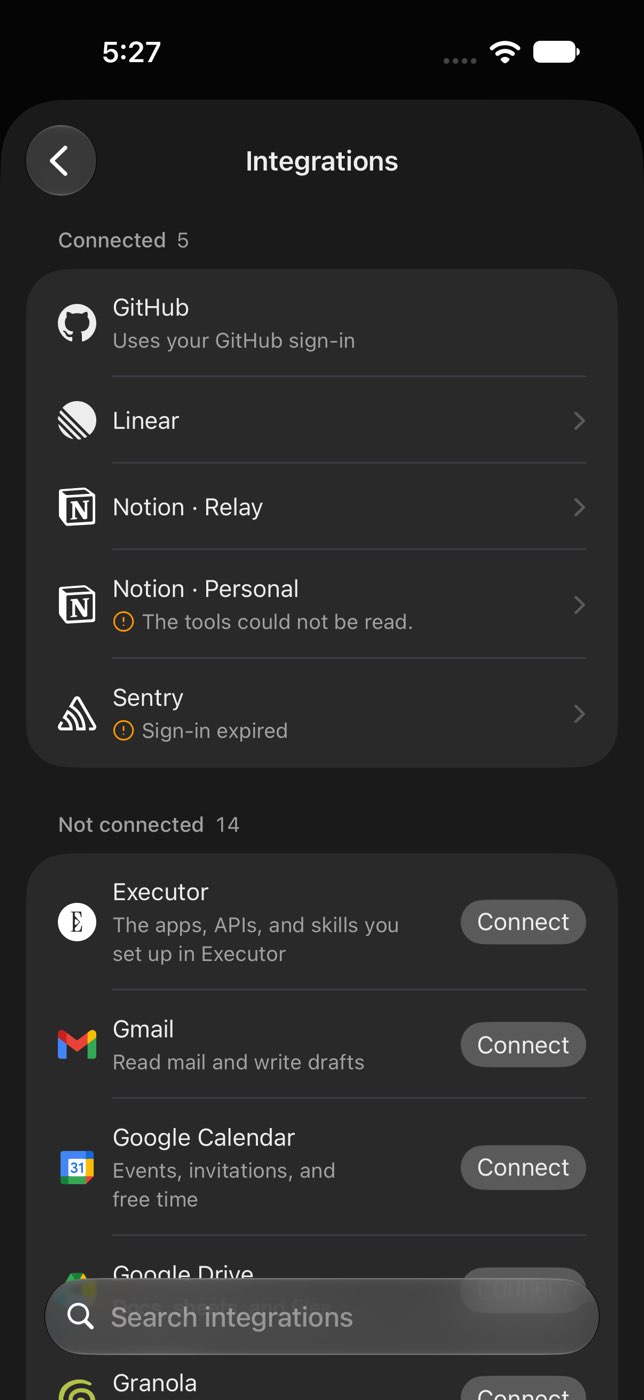 5:27
Integrations
Connected 5
GitHub
Uses your GitHub sign-in
Linear
Notion · Relay
Notion · Personal
The tools could not be read.
Sentry
Sign-in expired
Not connected 14
Executor
The apps, APIs, and skills you
set up in Executor
Connect
Gmail
Read mail and write drafts
Connect
31
Google Calendar
Events, invitations, and
free time
Connect
Google Drive
Connect
Search integrations
Granola
Connect